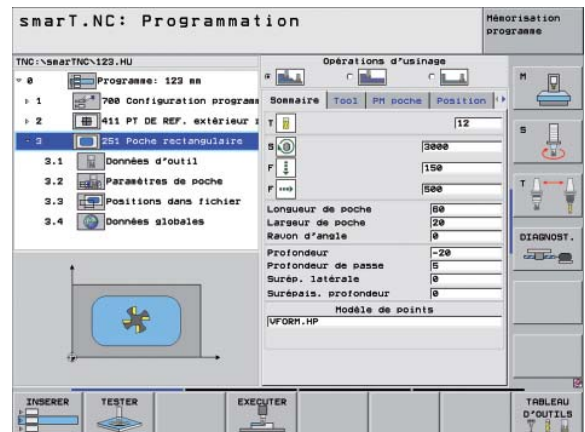 smarT.NC: Programmation
Mémorisation
programme
TNC:\smarTNC\123.HU
0 Programme: 123 mm
1 700 Configuration programm
2 411 PT DE REF. extérieur r
3 251 Poche rectangulaire
3.1 Données d'outil
3.2 Paramètres de poche
3.3 Positions dans fichier
3.4 Données globales
Opérations d'usinage
Sommaire Tool PM poche Position
T 12
S 3000
F 150
F 500
Longueur de poche 60
Largeur de poche 20
Rayon d'angle 0
Profondeur -20
Profondeur de passe 5
Surép. latérale 0
Surépais. profondeur 0
Modèle de points
VFORM.HP
M
S
T
DIAGNOST.
INSERER
TESTER
EXECUTER
TABLEAU
D'OUTILS